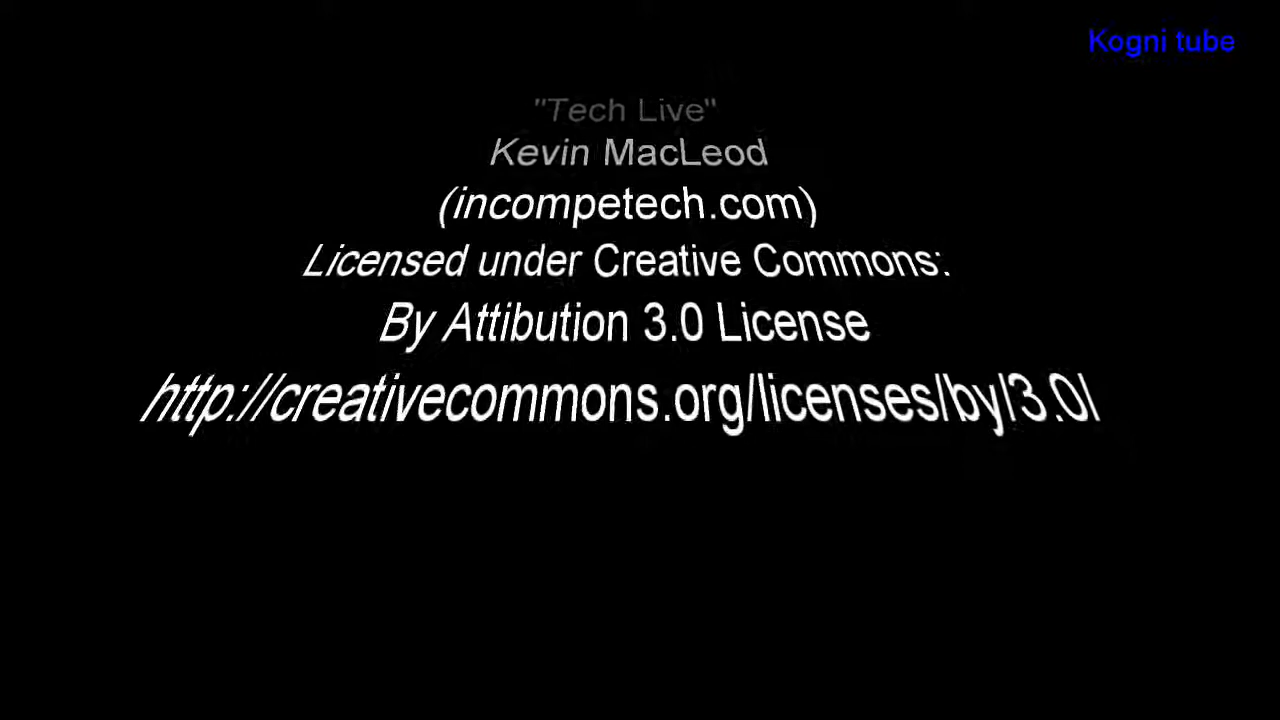 Kogni tube
"Tech Live"
Kevin MacLeod
(incompetech.com)
Licensed under Creative Commons:
By Attibution 3.0 License
http://creativecommons.org/licenses/by/3.0/